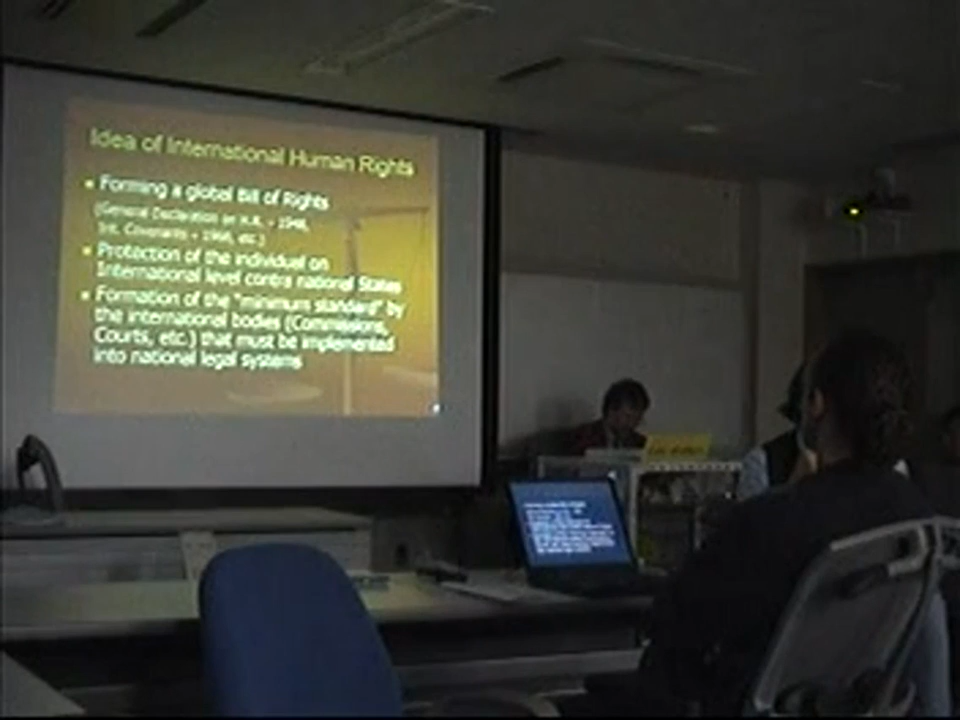 Idea of International Human Rights
Forming a global Bill of Rights
(General Declaration on H.R. - 1948,
Int. Covenants - 1966, etc.)
Protection of the individual on
International level contra national States
Formation of the "minimum standard" by
the international bodies (Commissions,
Courts, etc.) that must be implemented
into national legal systems